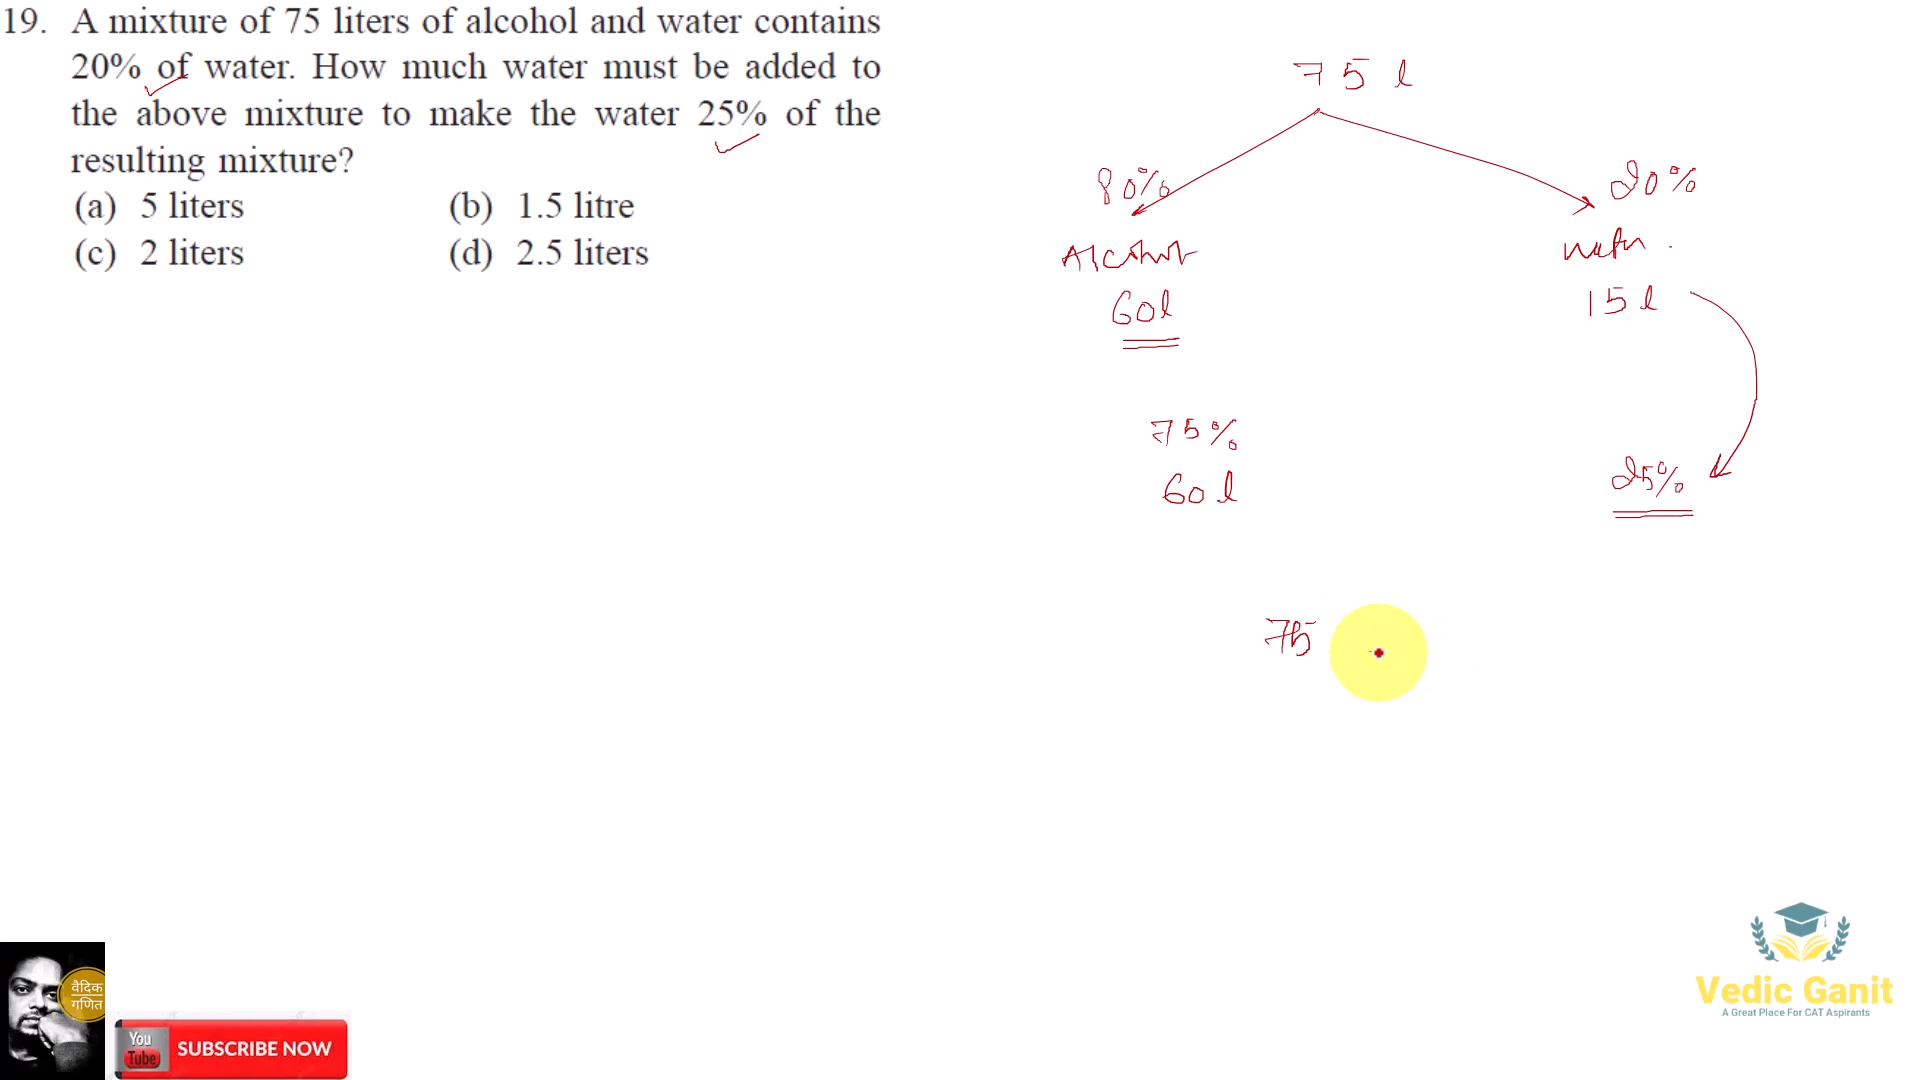 19. A mixture of 75 liters of alcohol and water contains
20% of water. How much water must be added to
the above mixture to make the water 25% of the
resulting mixture?
(a) 5 liters (b) 1.5 litre
(c) 2 liters (d) 2.5 liters
75 l
80% 20%
Alcohol water
60l 15 l
75%
60 l 25%
75
वैदिक
गणित
You
Tube
SUBSCRIBE NOW
Vedic Ganit
A Great Place For CAT Aspirants